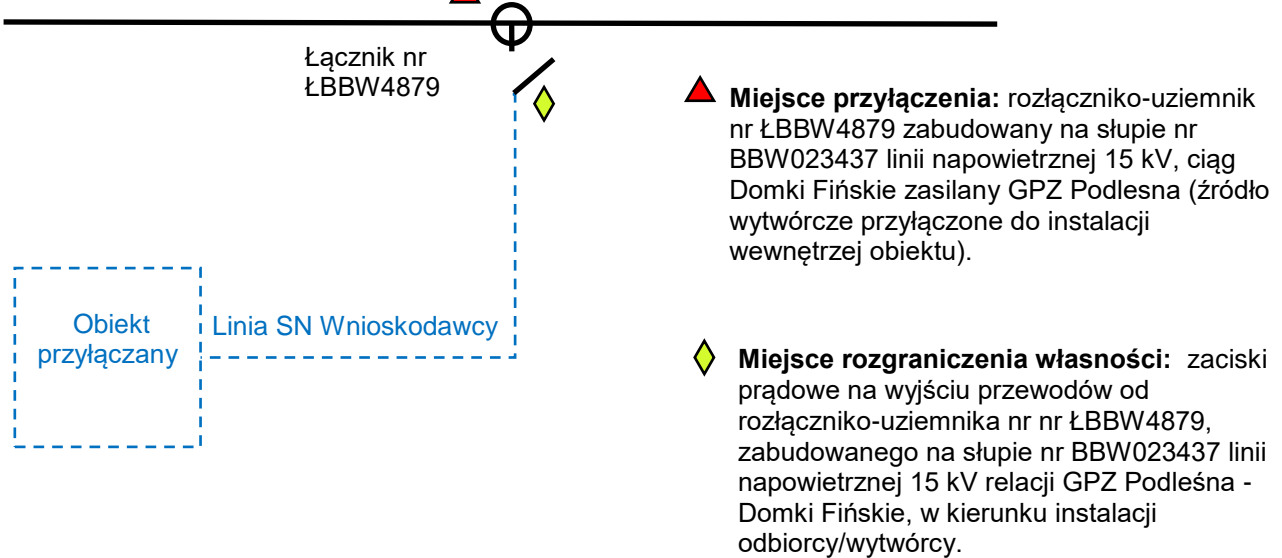 Łącznik nr
ŁBBW4879
Miejsce przyłączenia: rozłączniko-uziemnik
nr ŁBBW4879 zabudowany na słupie nr
BBW023437 linii napowietrznej 15 kV, ciąg
Domki Fińskie zasilany GPZ Podlesna (źródło
wytwórcze przyłączone do instalacji
wewnętrzej obiektu).
Obiekt
przyłączany
Linia SN Wnioskodawcy
Miejsce rozgraniczenia własności: zaciski
prądowe na wyjściu przewodów od
rozłączniko-uziemnika nr nr ŁBBW4879,
zabudowanego na słupie nr BBW023437 linii
napowietrznej 15 kV relacji GPZ Podleśna -
Domki Fińskie, w kierunku instalacji
odbiorcy/wytwórcy.